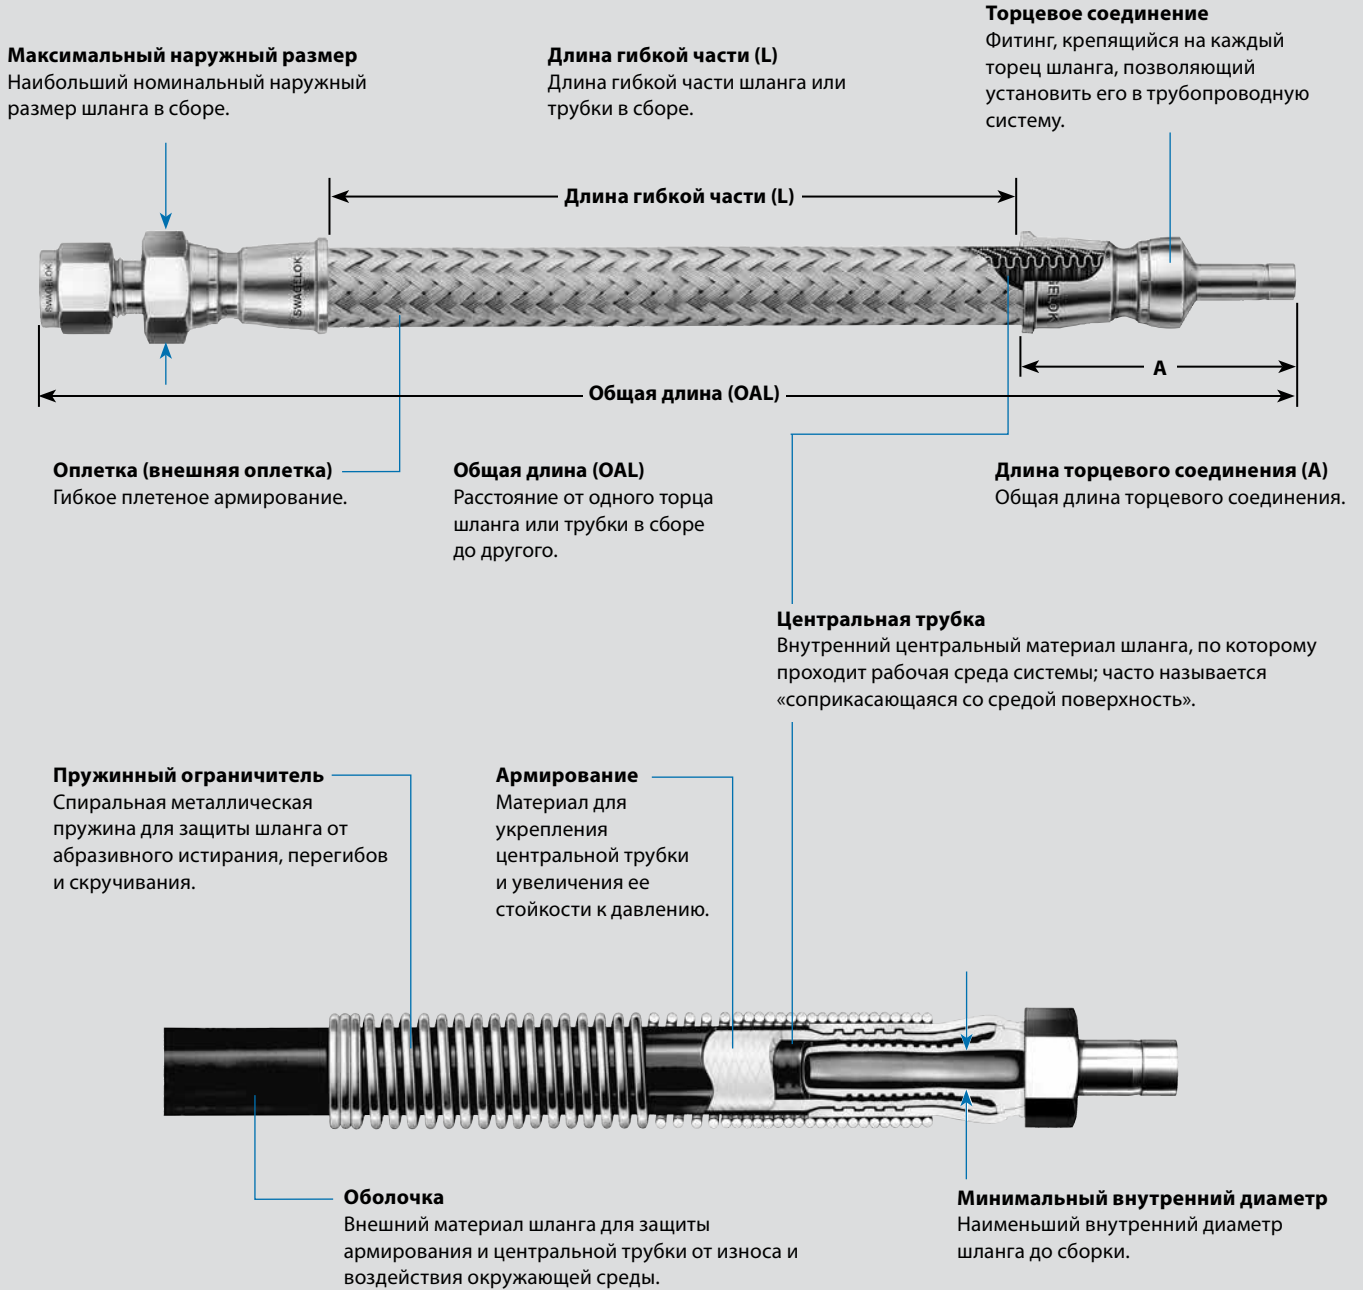 Торцевое соединение
Фитинг, крепящийся на каждый
торец шланга, позволяющий
установить его в трубопроводную
систему.
Максимальный наружный размер
Наибольший номинальный наружный
размер шланга в сборе.
Длина гибкой части (L)
Длина гибкой части шланга или
трубки в сборе.
Длина гибкой части (L)
SWAGELOK
SWAGELOK
GELOK
A
Общая длина (OAL)
Оплетка (внешняя оплетка)
Гибкое плетеное армирование.
Общая длина (OAL)
Расстояние от одного торца
шланга или трубки в сборе
до другого.
Длина торцевого соединения (A)
Общая длина торцевого соединения.
Центральная трубка
Внутренний центральный материал шланга, по которому
проходит рабочая среда системы; часто называется
«соприкасающаяся со средой поверхность».
Пружинный ограничитель
Спиральная металлическая
пружина для защиты шланга от
абразивного истирания, перегибов
и скручивания.
Армирование
Материал для
укрепления
центральной трубки
и увеличения ее
стойкости к давлению.
Оболочка
Внешний материал шланга для защиты
армирования и центральной трубки от износа и
воздействия окружающей среды.
Минимальный внутренний диаметр
Наименьший внутренний диаметр
шланга до сборки.